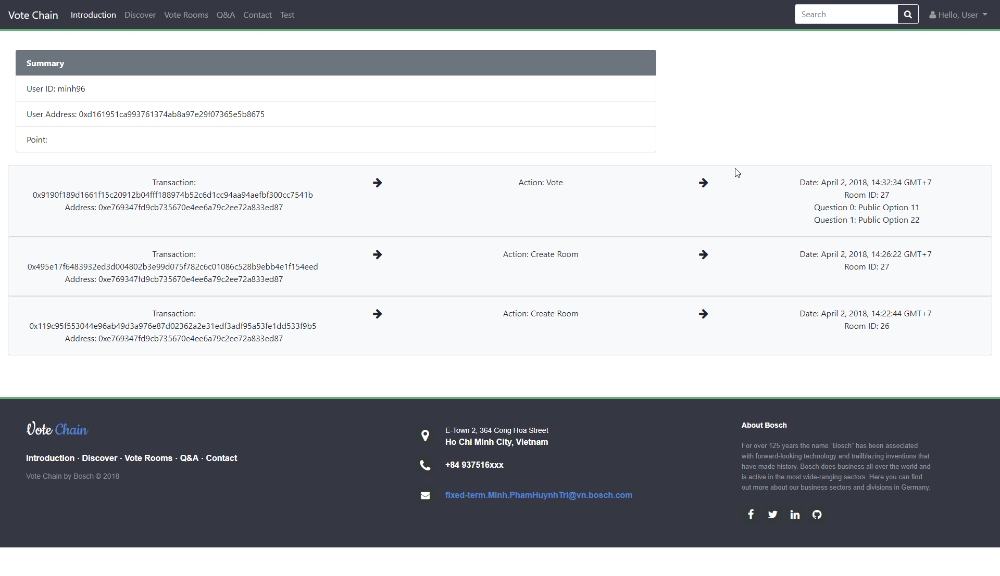 Vote Chain Introduction Discover Vote Rooms Q&A Contact Test Search Hello, User
Summary
User ID: minh96
User Address: 0xd161951ca993761374ab8a97e29f07365e5b8675
Point:
Transaction:
0x9190f189d1661f15c20912b04fff188974b52c6d1cc94aa94aefbf300cc7541b
Address: 0xe769347fd9cb735670e4ee6a79c2ee72a833ed87
Action: Vote
Date: April 2, 2018, 14:32:34 GMT+7
Room ID: 27
Question 0: Public Option 11
Question 1: Public Option 22
Transaction:
0x495e17f6483932ed3d004802b3e99d075f782c6c01086c528b9ebb4e1f154eed
Address: 0xe769347fd9cb735670e4ee6a79c2ee72a833ed87
Action: Create Room
Date: April 2, 2018, 14:26:22 GMT+7
Room ID: 27
Transaction:
0x119c95f553044e96ab49d3a976e87d02362a2e31edf3adf95a53fe1dd533f9b5
Address: 0xe769347fd9cb735670e4ee6a79c2ee72a833ed87
Action: Create Room
Date: April 2, 2018, 14:22:44 GMT+7
Room ID: 26
Vote Chain
Introduction · Discover · Vote Rooms · Q&A · Contact
Vote Chain by Bosch © 2018
E-Town 2, 364 Cong Hoa Street
Ho Chi Minh City, Vietnam
+84 937516xxx
fixed-term.Minh.PhamHuynhTri@vn.bosch.com
About Bosch
For over 125 years the name “Bosch” has been associated
with forward-looking technology and trailblazing inventions that
have made history. Bosch does business all over the world and
is active in the most wide-ranging sectors. Here you can find
out more about our business sectors and divisions in Germany.